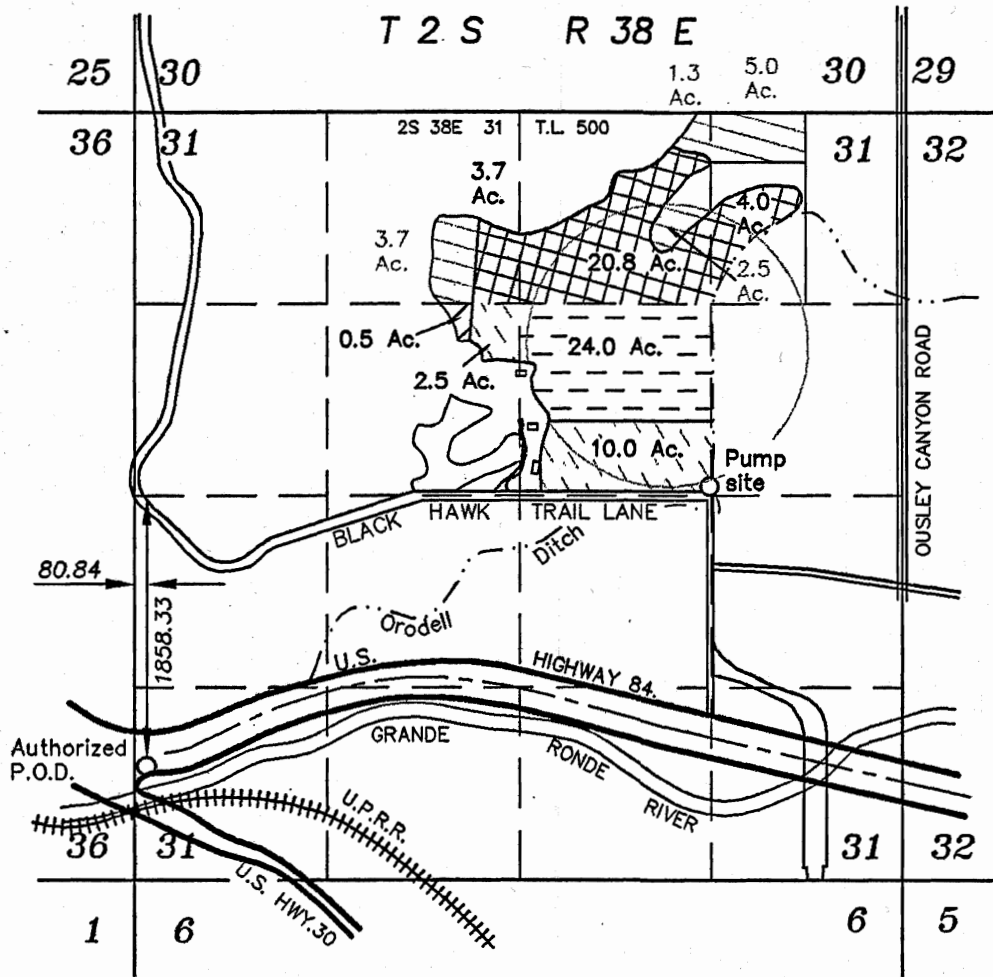 T 2 S R 38 E
25 30
1.3
Ac.
5.0
Ac.
30 29
36 31
2S 38E 31 T.L. 500
31 32
3.7
Ac.
3.7
Ac.
4.0
Ac.
20.8 Ac.
2.5
Ac.
0.5 Ac.
24.0 Ac.
2.5 Ac.
10.0 Ac.
Pump
site
OUSLEY CANYON ROAD
BLACK HAWK TRAIL LANE
Ditch
80.84
1858.33
Orodell
U.S. HIGHWAY 84.
GRANDE RONDE RIVER
Authorized
P.O.D.
U.P.R.R.
36 31
U.S. HWY.30
31 32
1 6
6 5